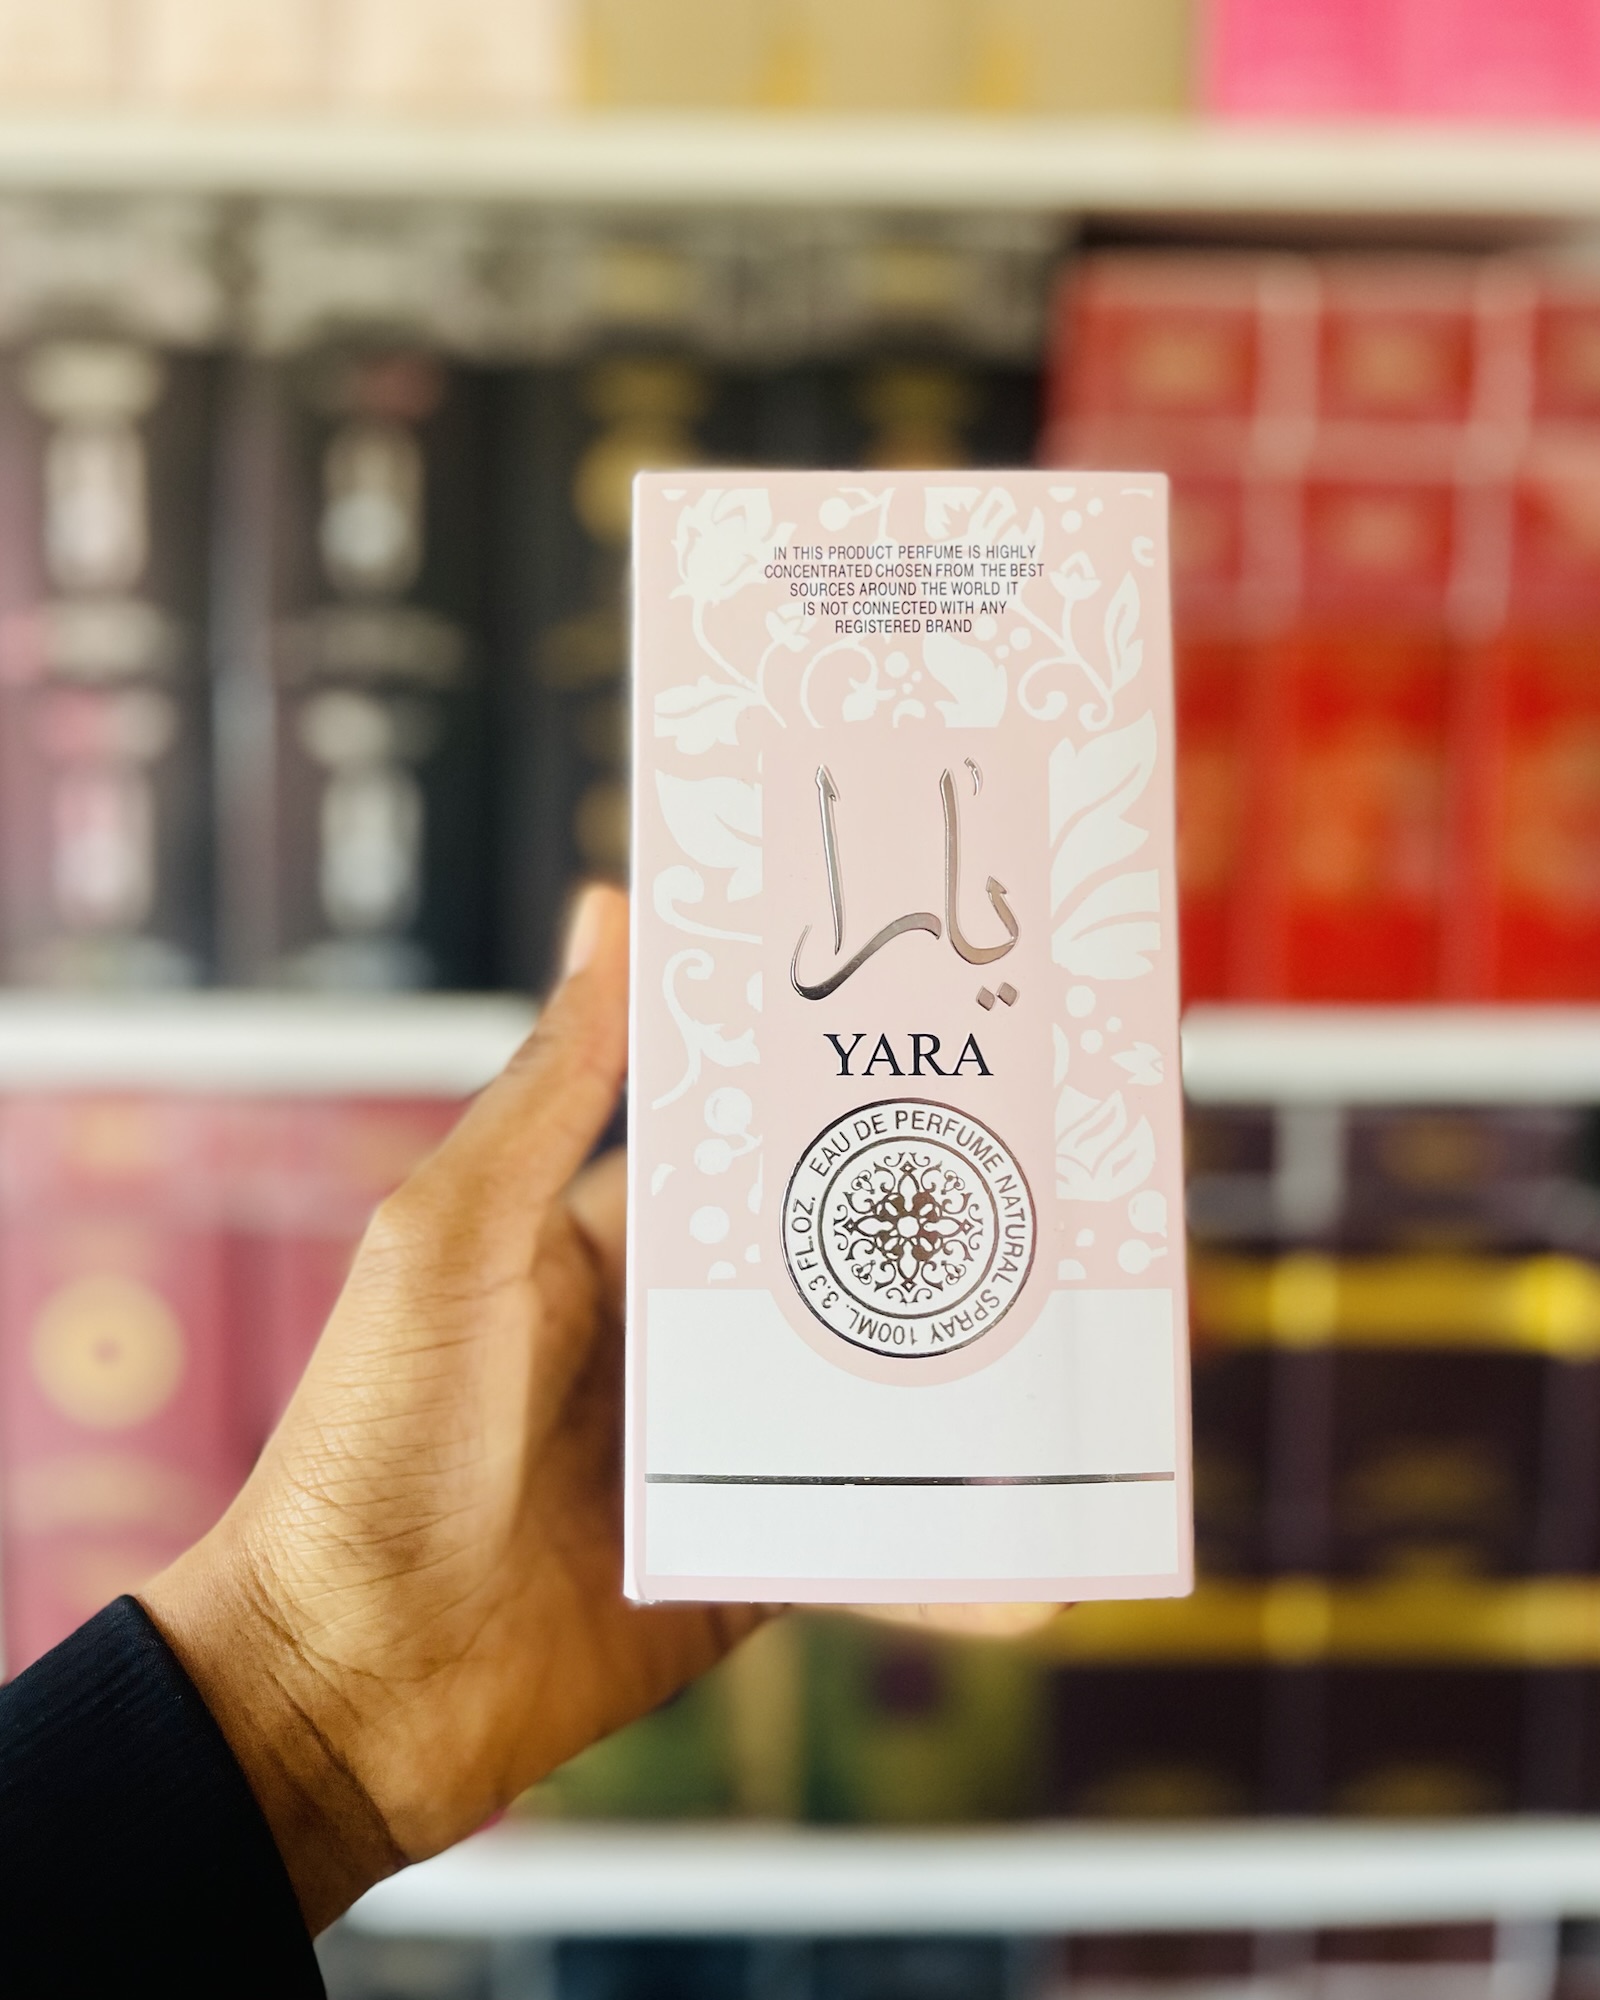 IN THIS PRODUCT PERFUME IS HIGHLY
CONCENTRATED CHOSEN FROM THE BEST
SOURCES AROUND THE WORLD IT
IS NOT CONNECTED WITH ANY
REGISTERED BRAND
يارا
YARA
EAU DE PERFUME NATURAL SPRAY 100ML. 3.3 FL.OZ.